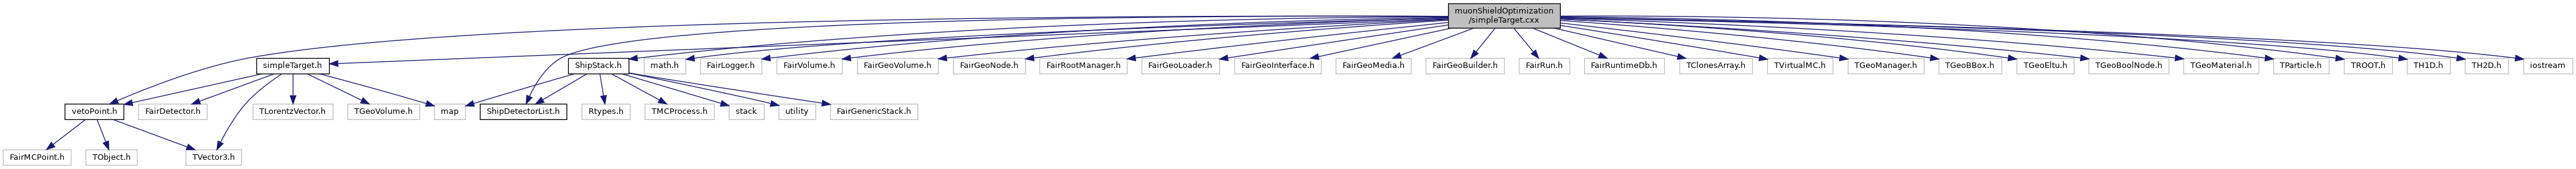 muonShieldOptimization
/simpleTarget.cxx
simpleTarget.h
ShipStack.h
math.h
FairLogger.h
FairVolume.h
FairGeoVolume.h
FairGeoNode.h
FairRootManager.h
FairGeoLoader.h
FairGeoInterface.h
FairGeoMedia.h
FairGeoBuilder.h
FairRun.h
FairRuntimeDb.h
TClonesArray.h
TVirtualMC.h
TGeoManager.h
TGeoBBox.h
TGeoEltu.h
TGeoBoolNode.h
TGeoMaterial.h
TParticle.h
TROOT.h
TH1D.h
TH2D.h
iostream
vetoPoint.h
FairDetector.h
TLorentzVector.h
TGeoVolume.h
map
ShipDetectorList.h
Rtypes.h
TMCProcess.h
stack
utility
FairGenericStack.h
FairMCPoint.h
TObject.h
TVector3.h